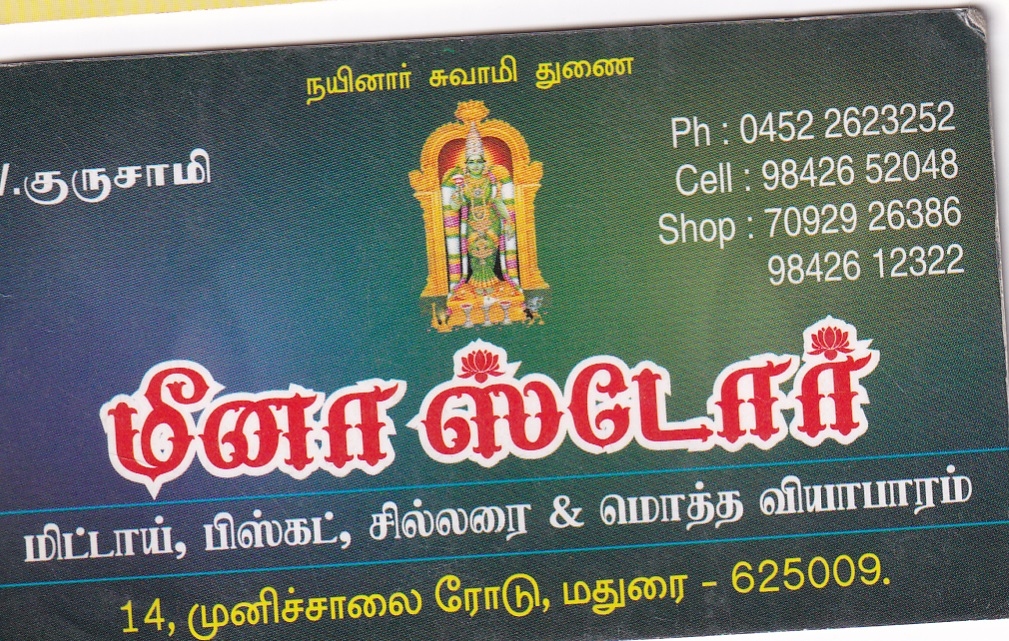 நயினார் சுவாமி துணை
.குருசாமி
Ph : 0452 2623252
Cell : 98426 52048
Shop : 70929 26386
98426 12322
மீனா ஸ்டோர்
மிட்டாய், பிஸ்கட், சில்லரை & மொத்த வியாபாரம்
14, முனிச்சாலை ரோடு, மதுரை - 625009.